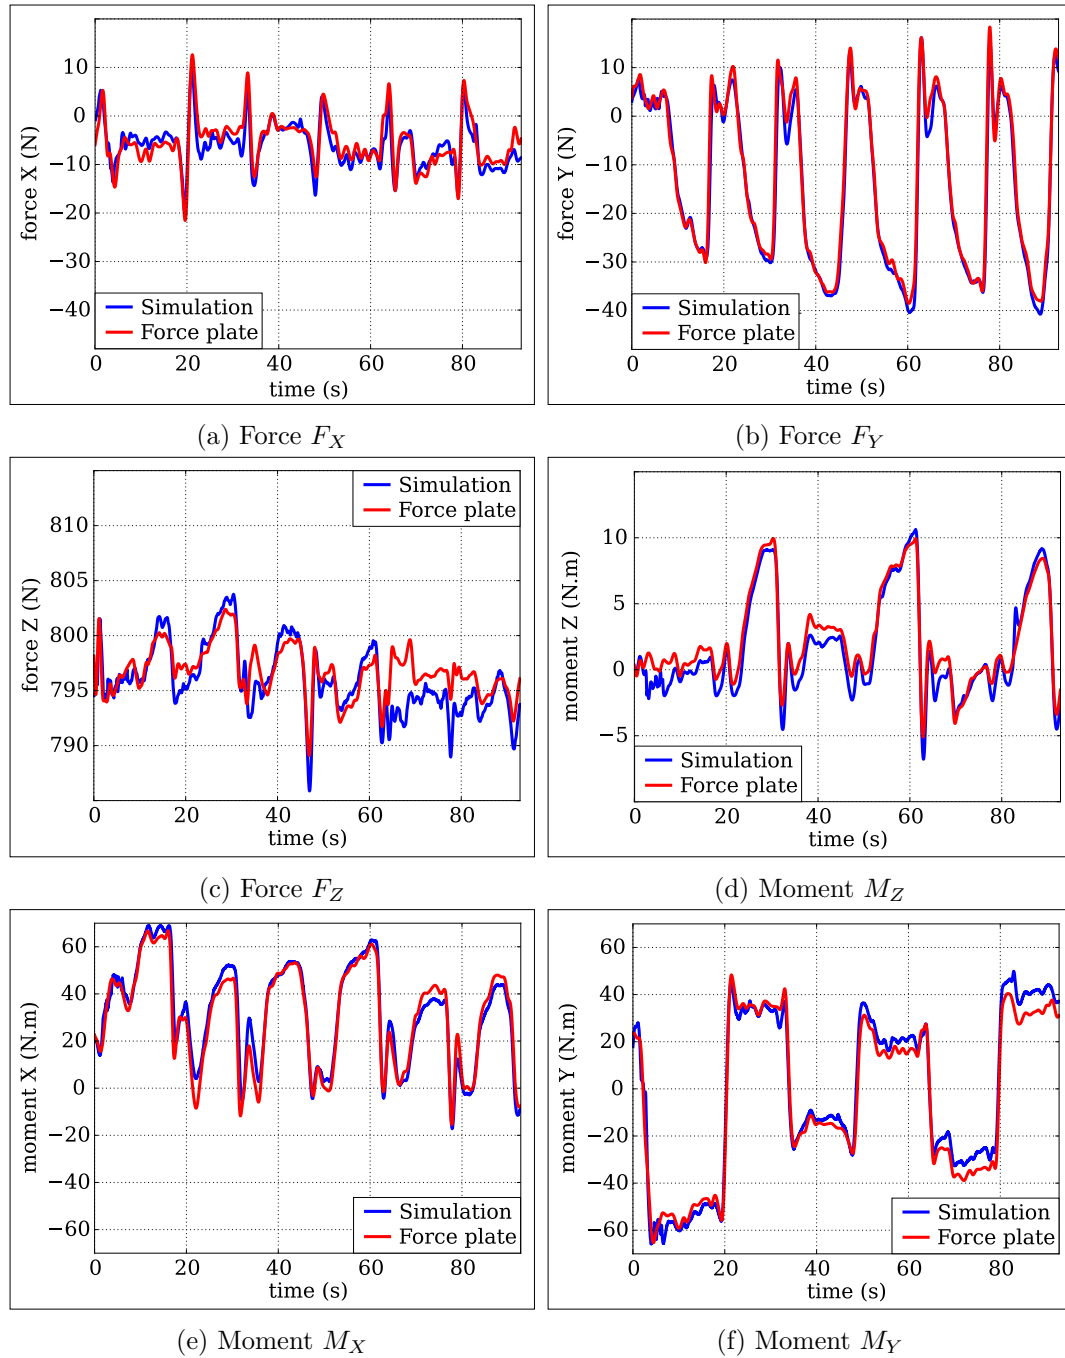 force X (N)
10
0
−10
−20
−30
−40
Simulation
Force plate
0 20 40 60 80
time (s)
(a) Force F_X
force Y (N)
10
0
−10
−20
−30
−40
Simulation
Force plate
0 20 40 60 80
time (s)
(b) Force F_Y
force Z (N)
Simulation
Force plate
810
805
800
795
790
0 20 40 60 80
time (s)
(c) Force F_Z
moment Z (N.m)
10
5
0
−5
Simulation
Force plate
0 20 40 60 80
time (s)
(d) Moment M_Z
moment X (N.m)
60
40
20
0
−20
−40
−60
Simulation
Force plate
0 20 40 60 80
time (s)
(e) Moment M_X
moment Y (N.m)
60
40
20
0
−20
−40
−60
Simulation
Force plate
0 20 40 60 80
time (s)
(f) Moment M_Y